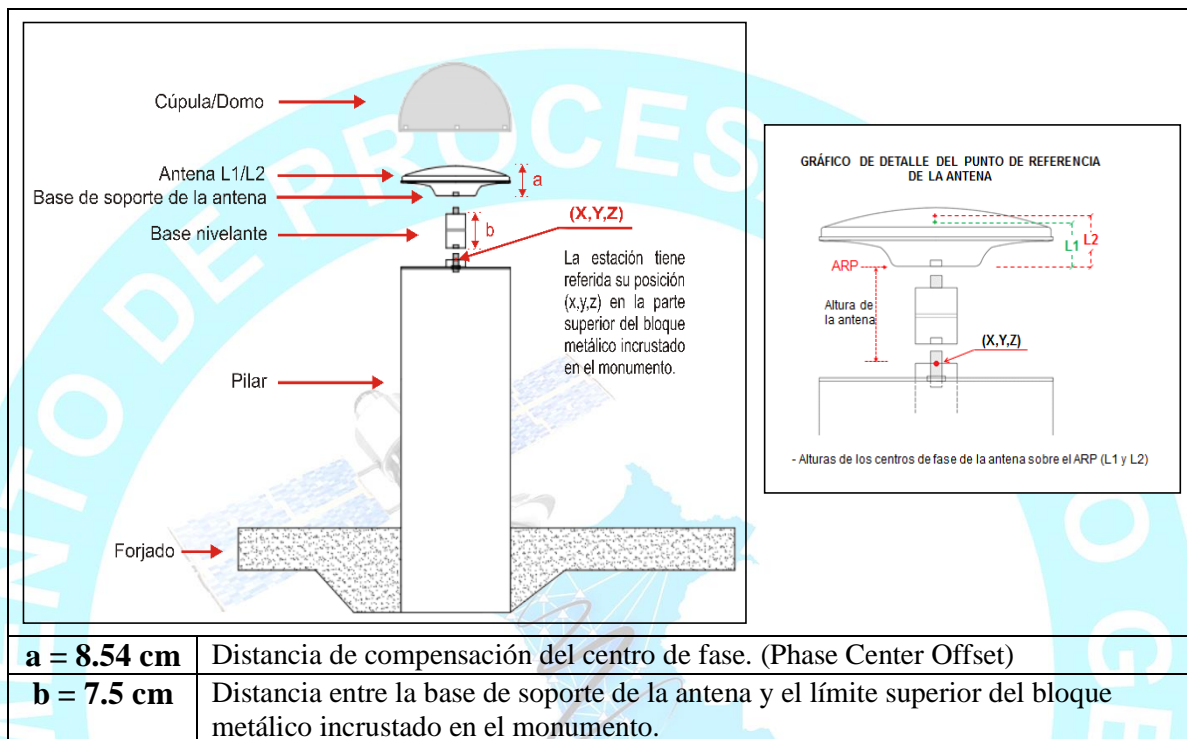 Cúpula/Domo
Antena L1/L2
Base de soporte de la antena
Base nivelante
a
b
(X,Y,Z)
La estación tiene
referida su posición
(x,y,z) en la parte
superior del bloque
metálico incrustado
en el monumento.
Pilar
Forjado
GRÁFICO DE DETALLE DEL PUNTO DE REFERENCIA
DE LA ANTENA
L1
L2
ARP
Altura de
la antena
(X,Y,Z)
- Alturas de los centros de fase de la antena sobre el ARP (L1 y L2)
a = 8.54 cm Distancia de compensación del centro de fase. (Phase Center Offset)
b = 7.5 cm Distancia entre la base de soporte de la antena y el límite superior del bloque
metálico incrustado en el monumento.
DE